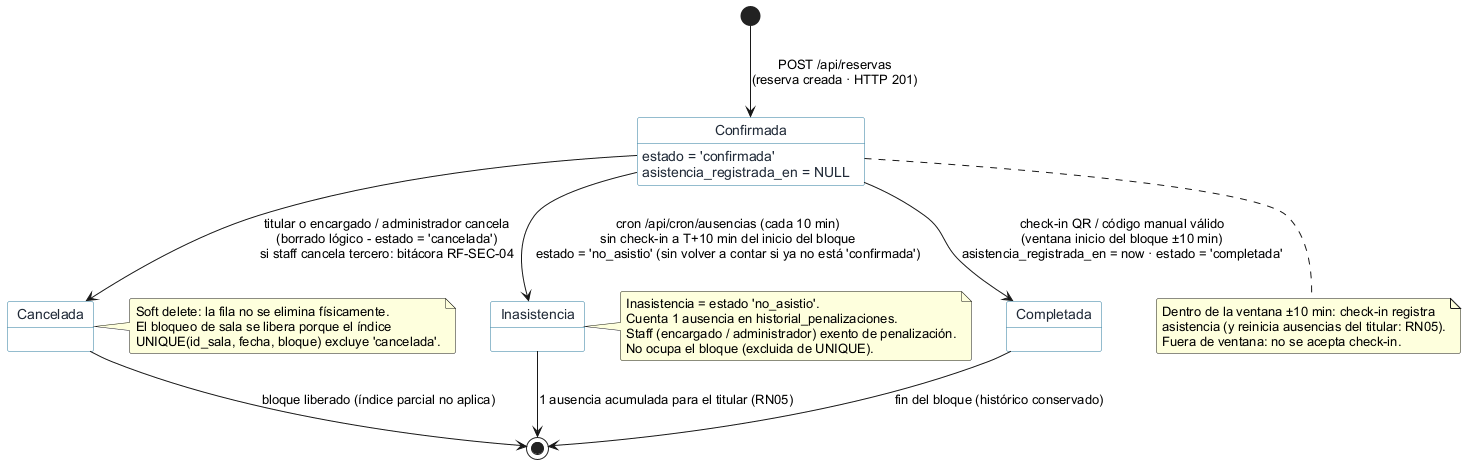 POST /api/reservas
(reserva creada · HTTP 201)
Confirmada
estado = 'confirmada'
asistencia_registrada_en = NULL
titular o encargado / administrador cancela
(borrado lógico - estado = 'cancelada')
si staff cancela tercero: bitácora RF-SEC-04
cron /api/cron/ausencias (cada 10 min)
sin check-in a T+10 min del inicio del bloque
estado = 'no_asistio' (sin volver a contar si ya no está 'confirmada')
check-in QR / código manual válido
(ventana inicio del bloque ±10 min)
asistencia_registrada_en = now · estado = 'completada'
Cancelada
Soft delete: la fila no se elimina físicamente.
El bloqueo de sala se libera porque el índice
UNIQUE(id_sala, fecha, bloque) excluye 'cancelada'.
Inasistencia
Inasistencia = estado 'no_asistio'.
Cuenta 1 ausencia en historial_penalizaciones.
Staff (encargado / administrador) exento de penalización.
No ocupa el bloque (excluida de UNIQUE).
Completada
Dentro de la ventana ±10 min: check-in registra
asistencia (y reinicia ausencias del titular: RN05).
Fuera de ventana: no se acepta check-in.
bloque liberado (índice parcial no aplica)
1 ausencia acumulada para el titular (RN05)
fin del bloque (histórico conservado)